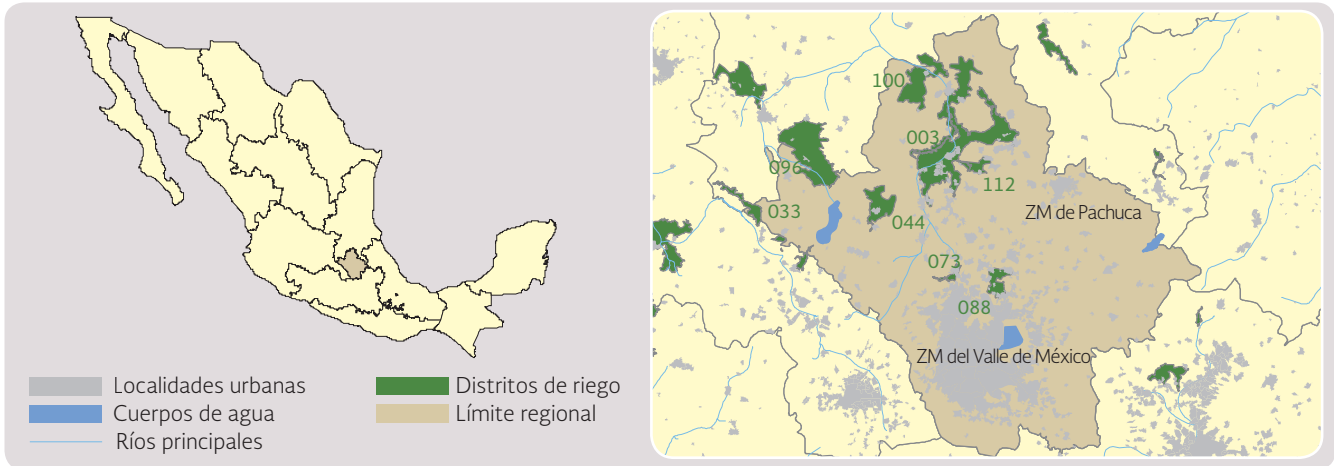 Localidades urbanas
Cuerpos de agua
Ríos principales
Distritos de riego
Límite regional
100
003
096
112
033
044
ZM de Pachuca
073
088
ZM del Valle de México